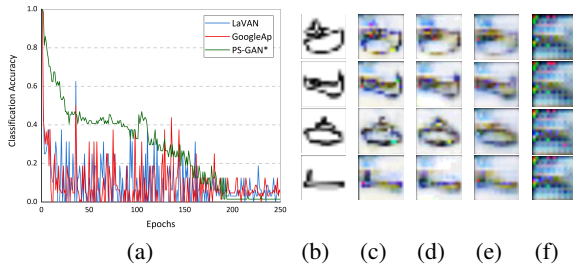 1.0
0.8
0.6
0.4
0.2
0.0
Classification Accuracy
LaVAN
GoogleAp
PS-GAN*
0
50
100
150
200
250
Epochs
(a)
(b)
(c)
(d)
(e)
(f)